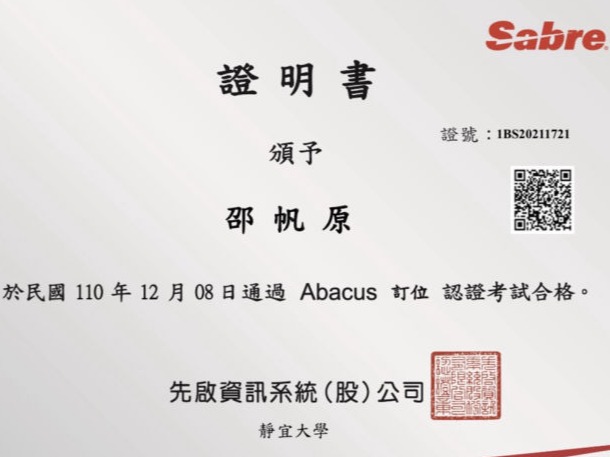 Sabre
證明書
證號：1BS20211721
頒予
邵帆原
於民國 110 年 12 月 08 日通過 Abacus 訂位 認證考試合格。
先啟資訊系統(股)公司
靜宜大學